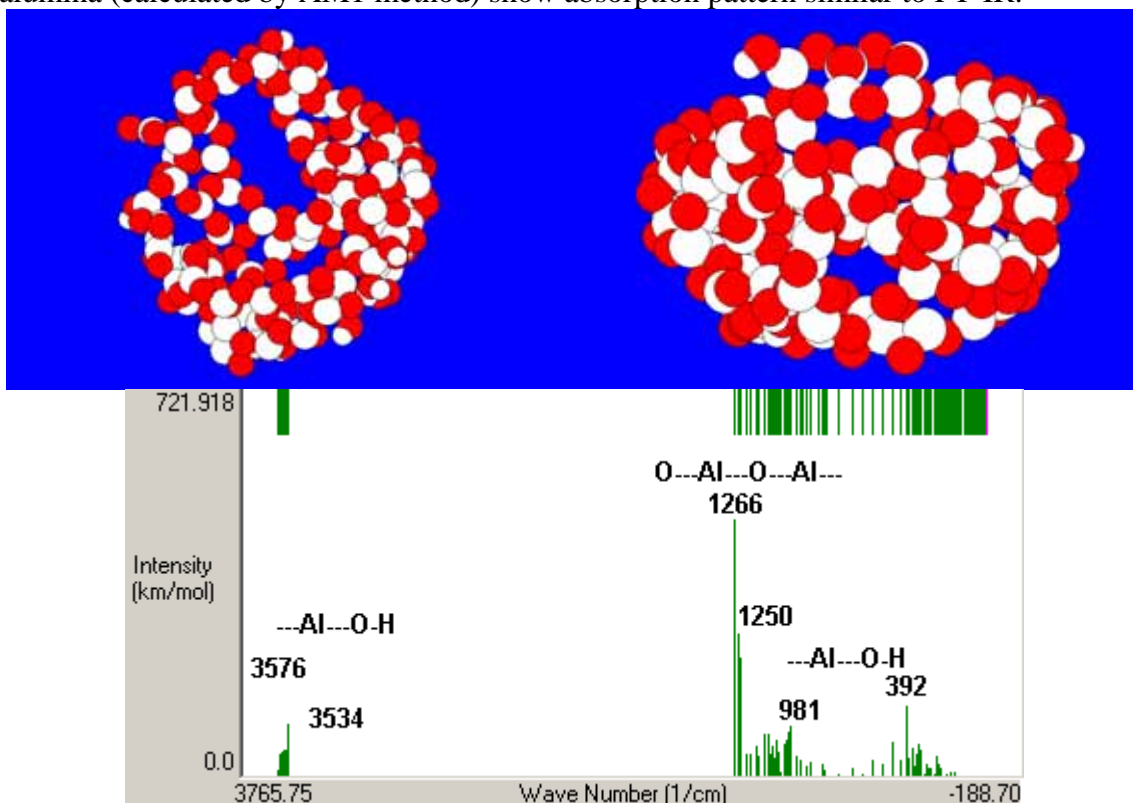 alumina (calculated by AM1 method) show absorption pattern similar to FT-IR.
721.918
O---Al---O---Al---
1266
Intensity
(km/mol)
---Al---O-H
1250
---Al---O-H
3576
392
3534
981
0.0
3765.75 Wave Number (1/cm) -188.70